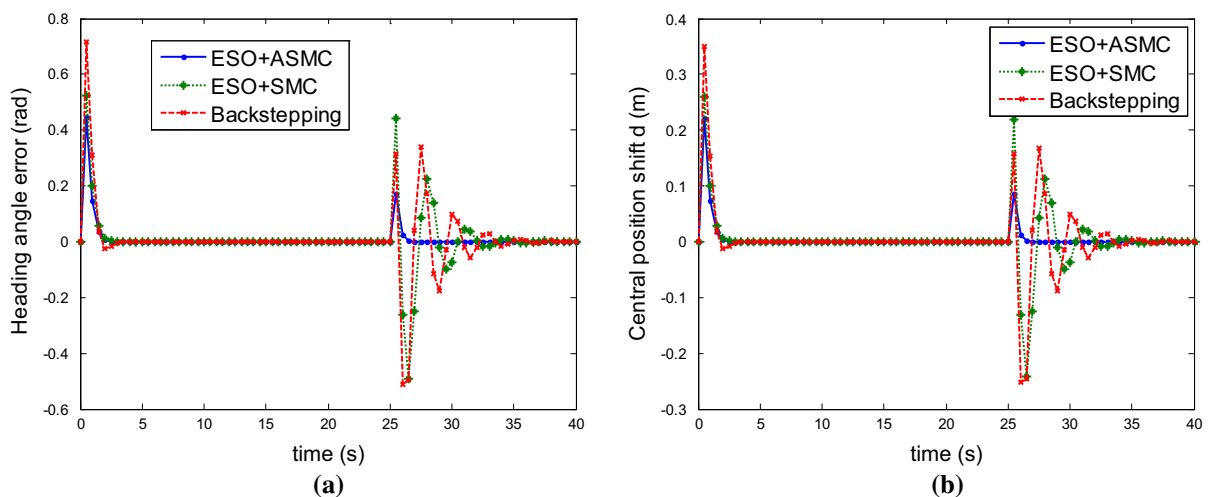 0.8
0.6
0.4
0.2
0
-0.2
-0.4
-0.6
Heading angle error (rad)
ESO+ASMC
ESO+SMC
Backstepping
0 5 10 15 20 25 30 35 40
time (s)
(a)
0.4
0.3
0.2
0.1
0
-0.1
-0.2
-0.3
Central position shift d (m)
ESO+ASMC
ESO+SMC
Backstepping
0 5 10 15 20 25 30 35 40
time (s)
(b)